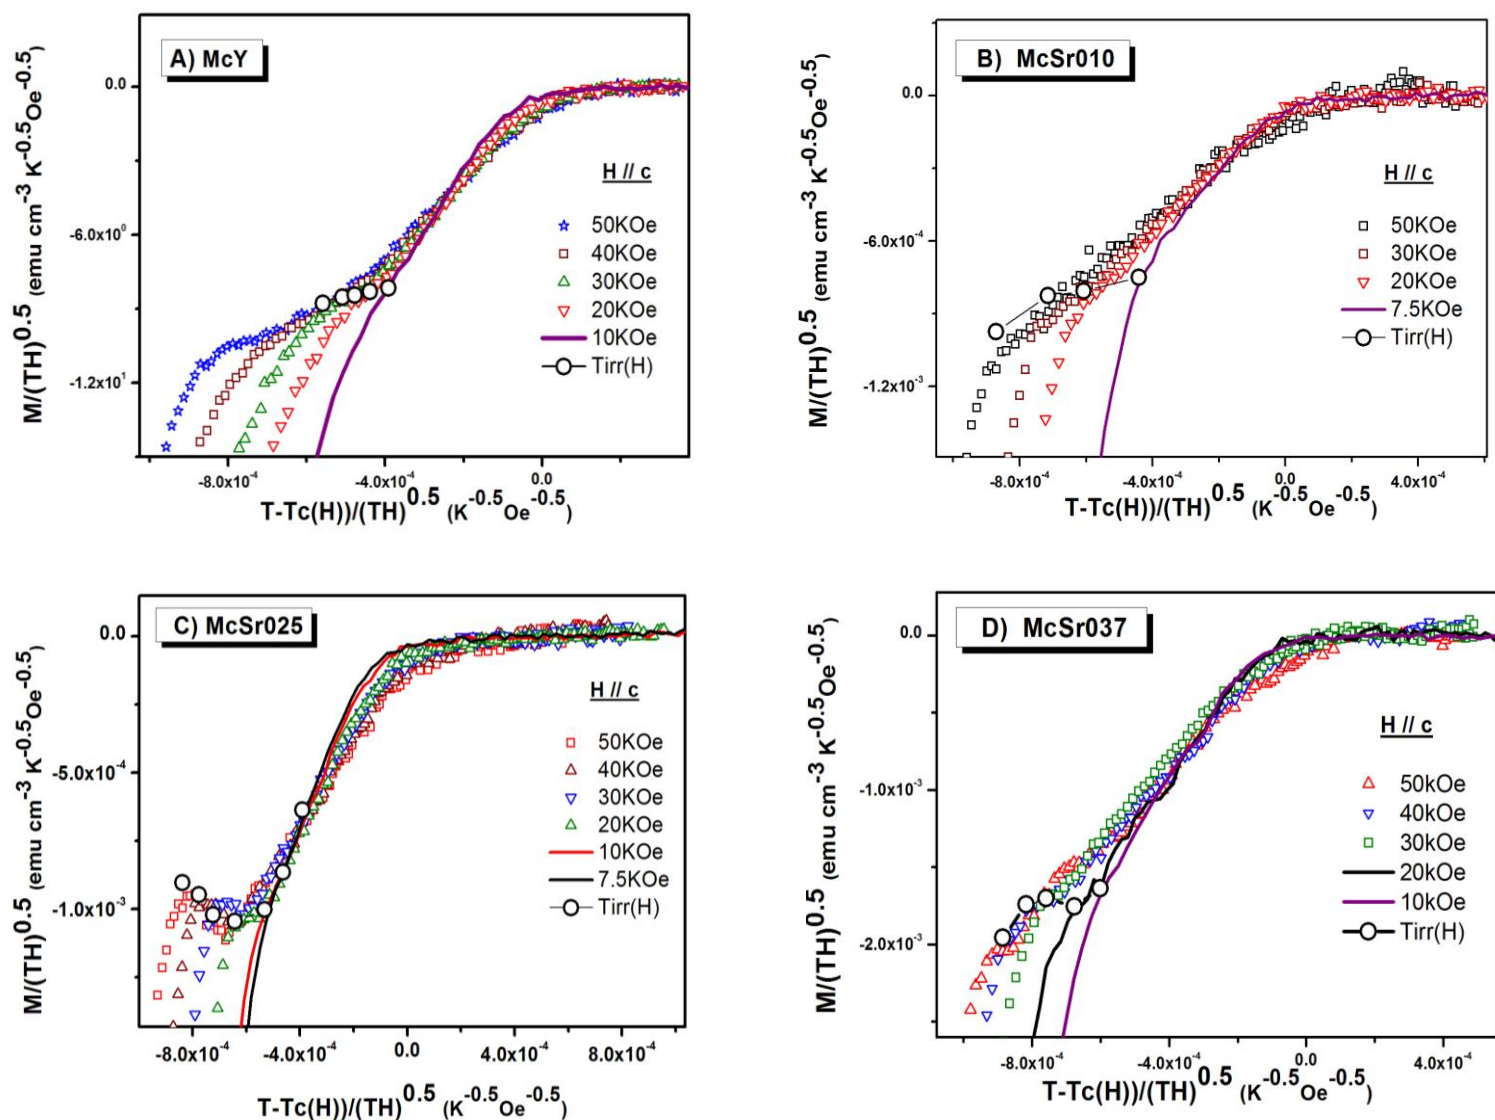 A) McY
M/(TH)^0.5 (emu cm^-3 K^-0.5Oe^-0.5)
0.0
-6.0x10^0
-1.2x10^1
H // c
50KOe
40KOe
30KOe
20KOe
10KOe
Tirr(H)
-8.0x10^-4 -4.0x10^-4 0.0
T-Tc(H))/(TH)^0.5 (K^-0.5Oe^-0.5)
B) McSr010
M/(TH)^0.5 (emu cm^-3 K^-0.5Oe^-0.5)
0.0
-6.0x10^-4
-1.2x10^-3
H // c
50KOe
30KOe
20KOe
7.5KOe
Tirr(H)
-8.0x10^-4 -4.0x10^-4 0.0 4.0x10^-4
T-Tc(H))/(TH)^0.5 (K^-0.5Oe^-0.5)
C) McSr025
M/(TH)^0.5 (emu cm^-3 K^-0.5Oe^-0.5)
0.0
-5.0x10^-4
-1.0x10^-3
H // c
50KOe
40KOe
30KOe
20KOe
10KOe
7.5KOe
Tirr(H)
-8.0x10^-4 -4.0x10^-4 0.0 4.0x10^-4 8.0x10^-4
T-Tc(H))/(TH)^0.5 (K^-0.5Oe^-0.5)
D) McSr037
M/(TH)^0.5 (emu cm^-3 K^-0.5Oe^-0.5)
0.0
-1.0x10^-3
-2.0x10^-3
H // c
50kOe
40kOe
30kOe
20kOe
10kOe
Tirr(H)
-8.0x10^-4 -4.0x10^-4 0.0 4.0x10^-4
T-Tc(H))/(TH)^0.5 (K^-0.5Oe^-0.5)